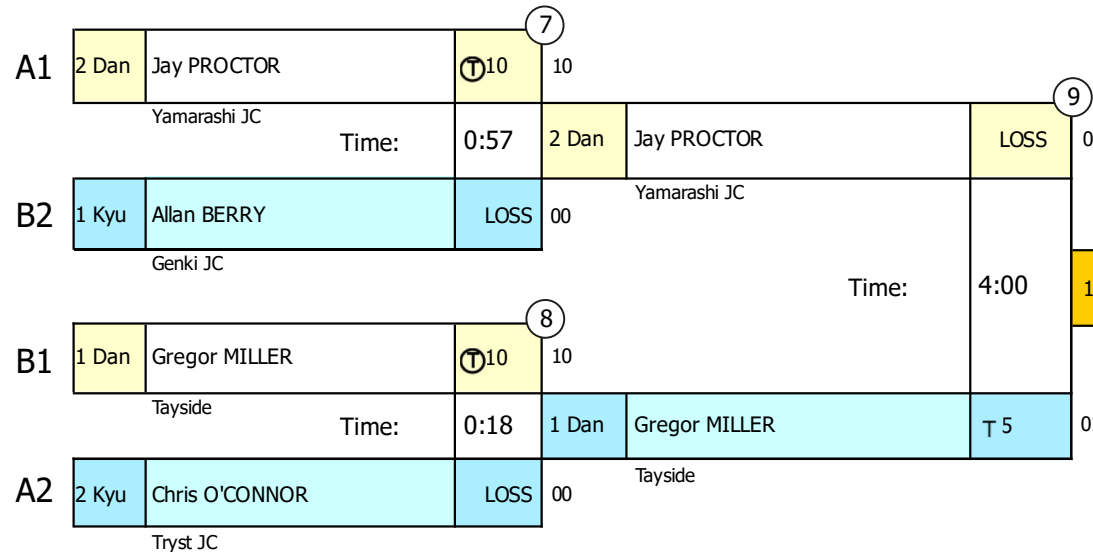 7
A1 2 Dan Jay PROCTOR Ⓣ10 10
9
Yamarashi JC
Time: 0:57 2 Dan Jay PROCTOR LOSS 0
Yamarashi JC
B2 1 Kyu Allan BERRY LOSS 00
Genki JC
Time: 4:00 1
8
B1 1 Dan Gregor MILLER Ⓣ10 10
Tayside
Time: 0:18 1 Dan Gregor MILLER T 5 0
Tayside
A2 2 Kyu Chris O'CONNOR LOSS 00
Tryst JC